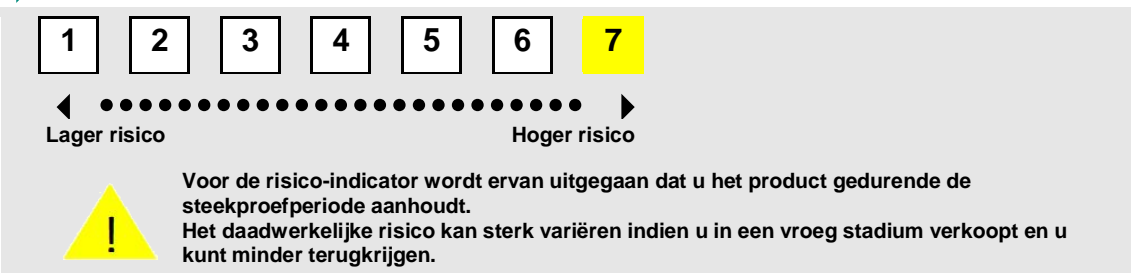 1 2 3 4 5 6 7
Lager risico Hoger risico
!
Voor de risico-indicator wordt ervan uitgegaan dat u het product gedurende de
steekproefperiode aanhoudt.
Het daadwerkelijke risico kan sterk variëren indien u in een vroeg stadium verkoopt en u
kunt minder terugkrijgen.